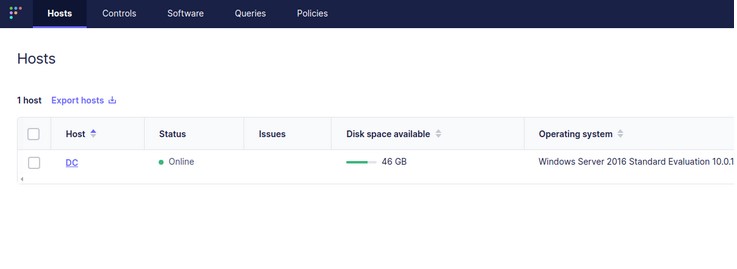 Hosts Controls Software Queries Policies
Hosts
1 host Export hosts
Host Status Issues Disk space available Operating system
DC Online 46 GB Windows Server 2016 Standard Evaluation 10.0.1